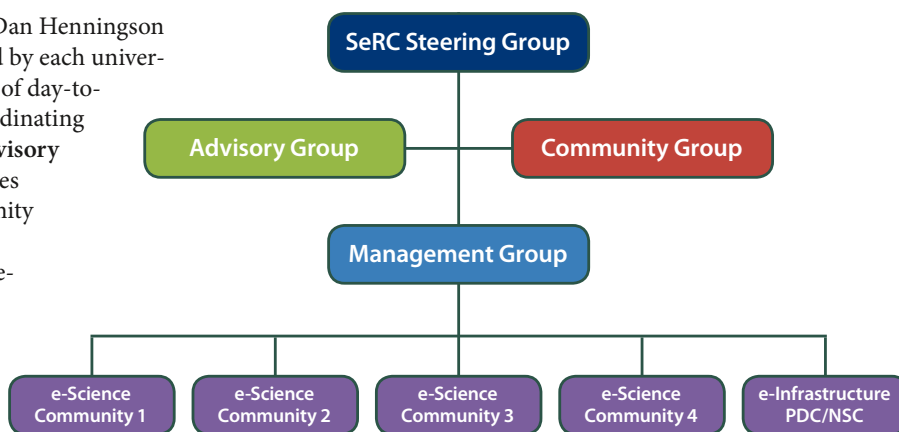 Dan Henningson
by each univer-
of day-to-
dinating
visory
es
nity
e-
SeRC Steering Group
Advisory Group
Community Group
Management Group
e-Science
Community 1
e-Science
Community 2
e-Science
Community 3
e-Science
Community 4
e-Infrastructure
PDC/NSC